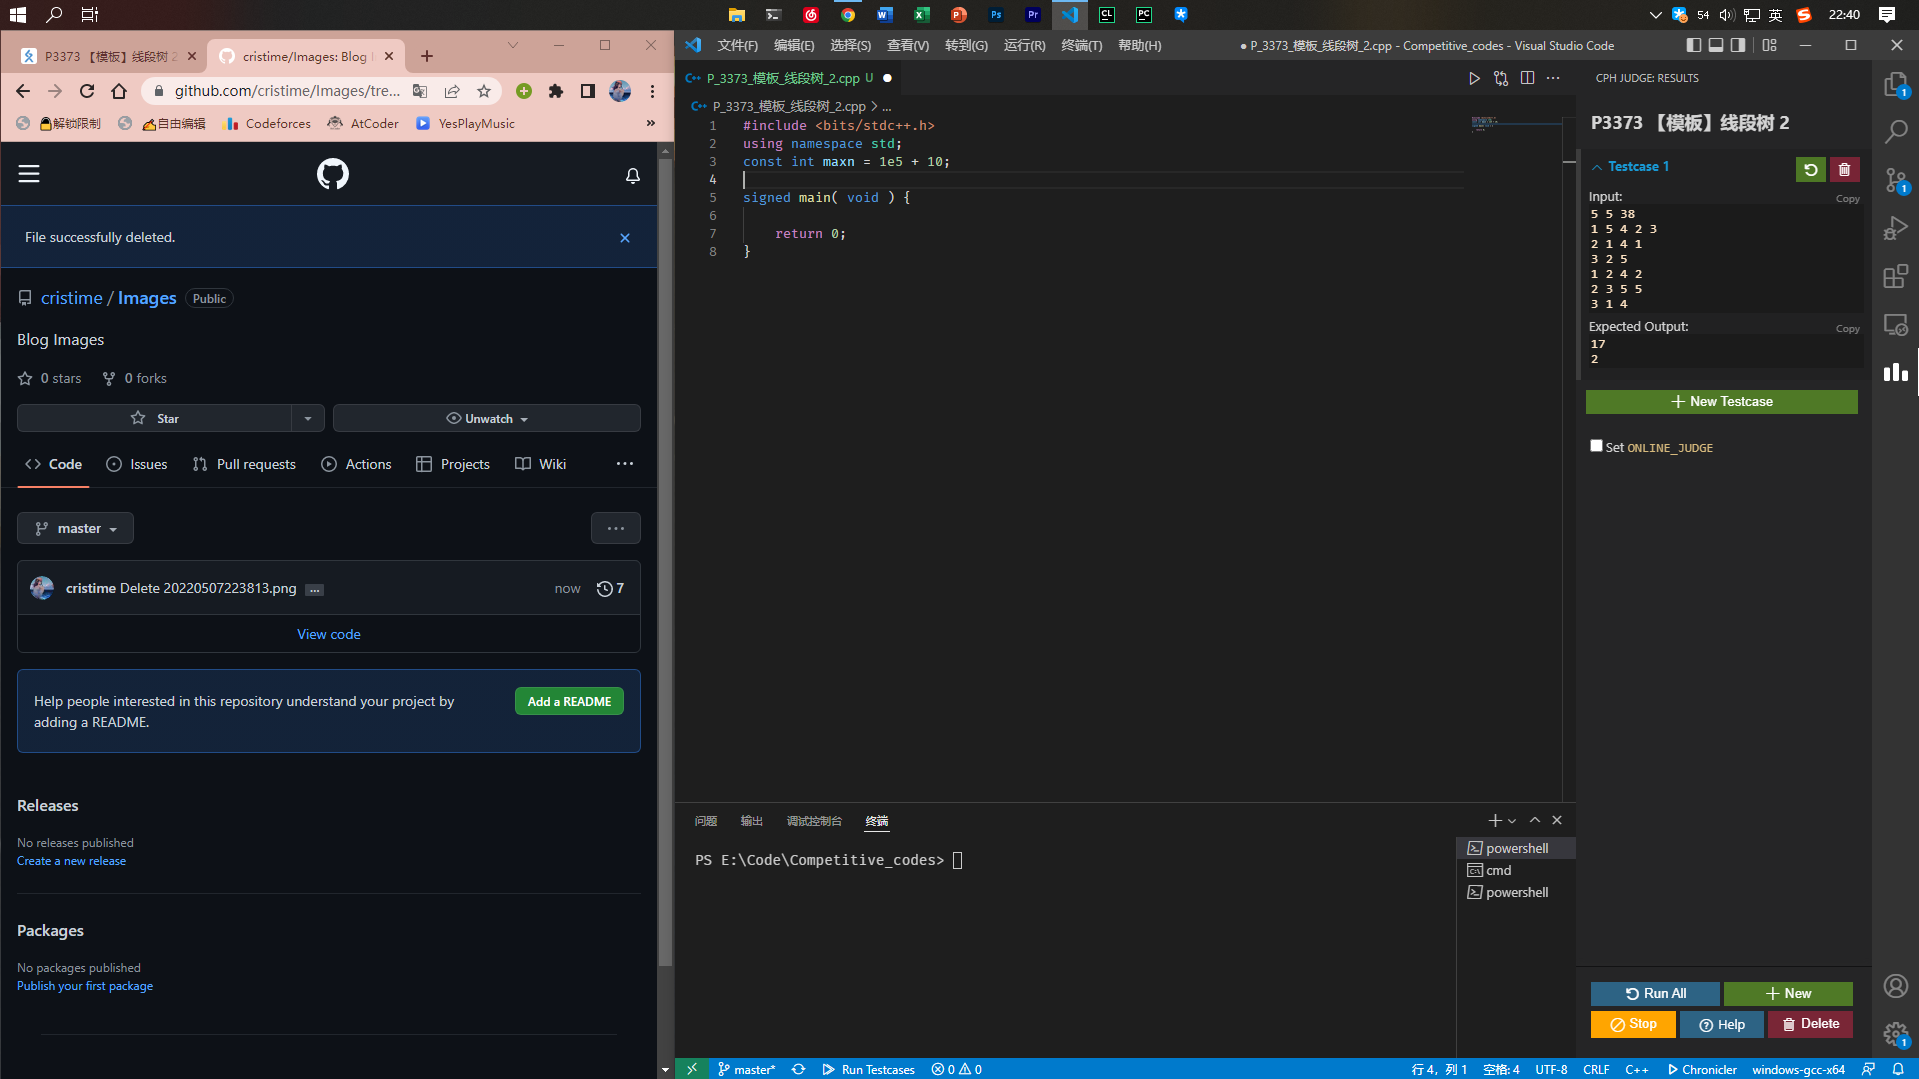 54
英
22:40
P3373 【模板】线段树 2
cristime/Images: Blog
github.com/cristime/Images/tre...
解锁限制
自由编辑
Codeforces
AtCoder
YesPlayMusic
»
File successfully deleted.
cristime / Images Public
Blog Images
0 stars 0 forks
Star
Unwatch
Code
Issues
Pull requests
Actions
Projects
Wiki
master
cristime Delete 20220507223813.png ...
now
7
View code
Help people interested in this repository understand your project by
adding a README.
Add a README
Releases
No releases published
Create a new release
Packages
No packages published
Publish your first package
文件(F) 编辑(E) 选择(S) 查看(V) 转到(G) 运行(R) 终端(T) 帮助(H)
● P_3373_模板_线段树_2.cpp - Competitive_codes - Visual Studio Code
P_3373_模板_线段树_2.cpp U
P_3373_模板_线段树_2.cpp > ...
1 #include <bits/stdc++.h>
2 using namespace std;
3 const int maxn = 1e5 + 10;
4
5 signed main( void ) {
6
7 return 0;
8 }
问题 输出 调试控制台 终端
PS E:\Code\Competitive_codes>
powershell
cmd
powershell
CPH JUDGE: RESULTS
P3373 【模板】线段树 2
Testcase 1
Input:
Copy
5 5 38
1 5 4 2 3
2 1 4 1
3 2 5
1 2 4 2
2 3 5 5
3 1 4
Expected Output:
Copy
17
2
New Testcase
Set ONLINE_JUDGE
Run All
New
Stop
Help
Delete
1
1
1
master*
Run Testcases
0 0
行 4，列 1
空格: 4
UTF-8
CRLF
C++
Chronicler
windows-gcc-x64